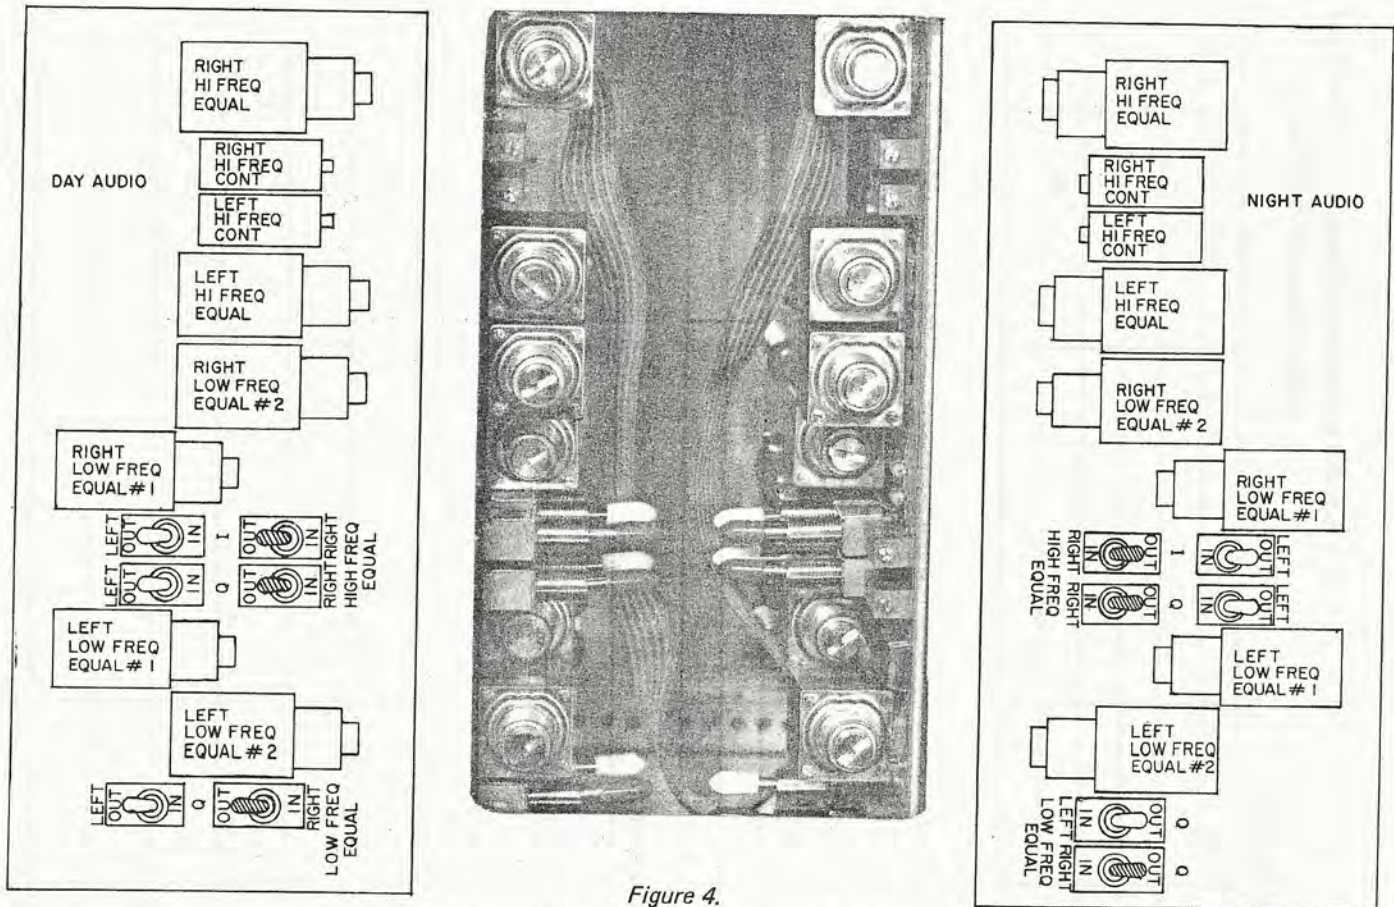 DAY AUDIO
RIGHT
HI FREQ
EQUAL
RIGHT
HI FREQ
CONT
LEFT
HI FREQ
CONT
LEFT
HI FREQ
EQUAL
RIGHT
LOW FREQ
EQUAL #2
RIGHT
LOW FREQ
EQUAL #1
LEFT
OUT
IN
I
OUT
IN
RIGHT
LEFT
OUT
IN
Q
OUT
IN
RIGHT
HIGH FREQ
EQUAL
LEFT
LOW FREQ
EQUAL #1
LEFT
LOW FREQ
EQUAL #2
LEFT
OUT
IN
Q
OUT
IN
RIGHT
LOW FREQ
EQUAL
Figure 4.
NIGHT AUDIO
RIGHT
HI FREQ
EQUAL
RIGHT
HI FREQ
CONT
LEFT
HI FREQ
CONT
LEFT
HI FREQ
EQUAL
RIGHT
LOW FREQ
EQUAL #2
RIGHT
LOW FREQ
EQUAL #1
HIGH FREQ
EQUAL
RIGHT
IN
OUT
I
IN
OUT
LEFT
RIGHT
IN
OUT
Q
IN
OUT
LEFT
LEFT
LOW FREQ
EQUAL #1
LEFT
LOW FREQ
EQUAL #2
LOW FREQ
EQUAL
LEFT
IN
OUT
Q
RIGHT
IN
OUT
Q